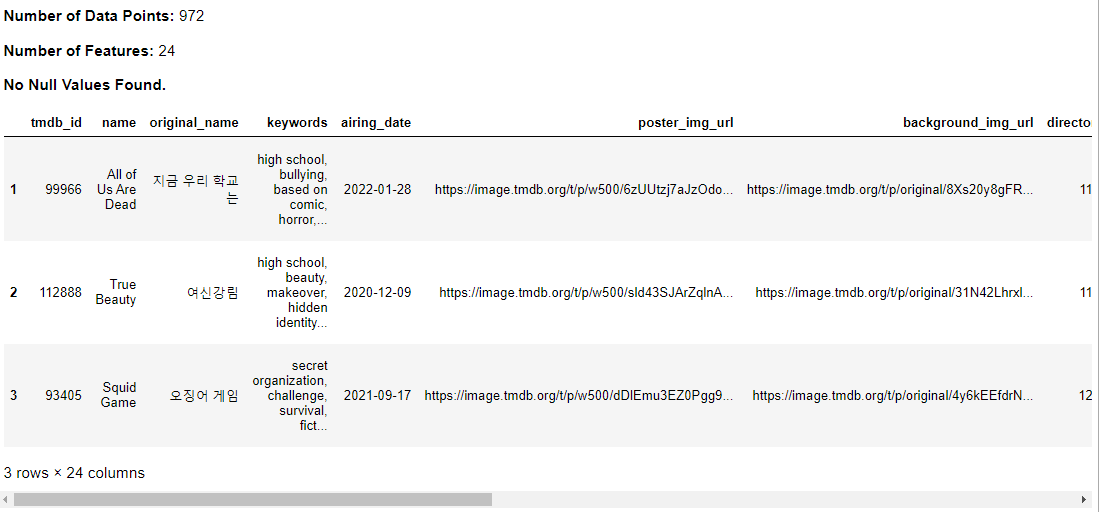 Number of Data Points: 972
Number of Features: 24
No Null Values Found.
tmdb_id name original_name keywords airing_date poster_img_url background_img_url directo
1 99966 All of Us Are Dead 지금 우리 학교는 high school, bullying, based on comic, horror,... 2022-01-28 https://image.tmdb.org/t/p/w500/6zUUtzj7aJzOdo... https://image.tmdb.org/t/p/original/8Xs20y8gFR... 11
2 112888 True Beauty 여신강림 high school, beauty, makeover, hidden identity... 2020-12-09 https://image.tmdb.org/t/p/w500/sld43SJArZqlnA... https://image.tmdb.org/t/p/original/31N42Lhrxl... 11
3 93405 Squid Game 오징어 게임 secret organization, challenge, survival, fict... 2021-09-17 https://image.tmdb.org/t/p/w500/dDlEmu3EZ0Pgg9... https://image.tmdb.org/t/p/original/4y6kEEfdrN... 12
3 rows × 24 columns